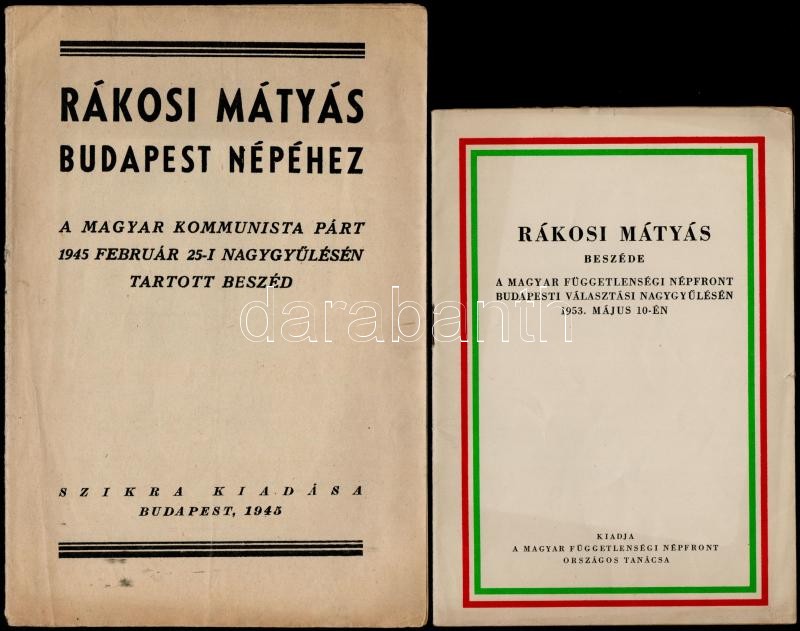 RÁKOSI MÁTYÁS
BUDAPEST NÉPÉHEZ
A MAGYAR KOMMUNISTA PÁRT
1945 FEBRUÁR 25-I NAGYGYŰLÉSÉN
TARTOTT BESZÉD
SZIKRA KIADÁSA
BUDAPEST, 1945
RÁKOSI MÁTYÁS
BESZÉDE
A MAGYAR FÜGGETLENSÉGI NÉPFRONT
BUDAPESTI VÁLASZTÁSI NAGYGYŰLÉSÉN
1953. MÁJUS 10-ÉN
KIADJA
A MAGYAR FÜGGETLENSÉGI NÉPFRONT
ORSZÁGOS TANÁCSA
darabanth